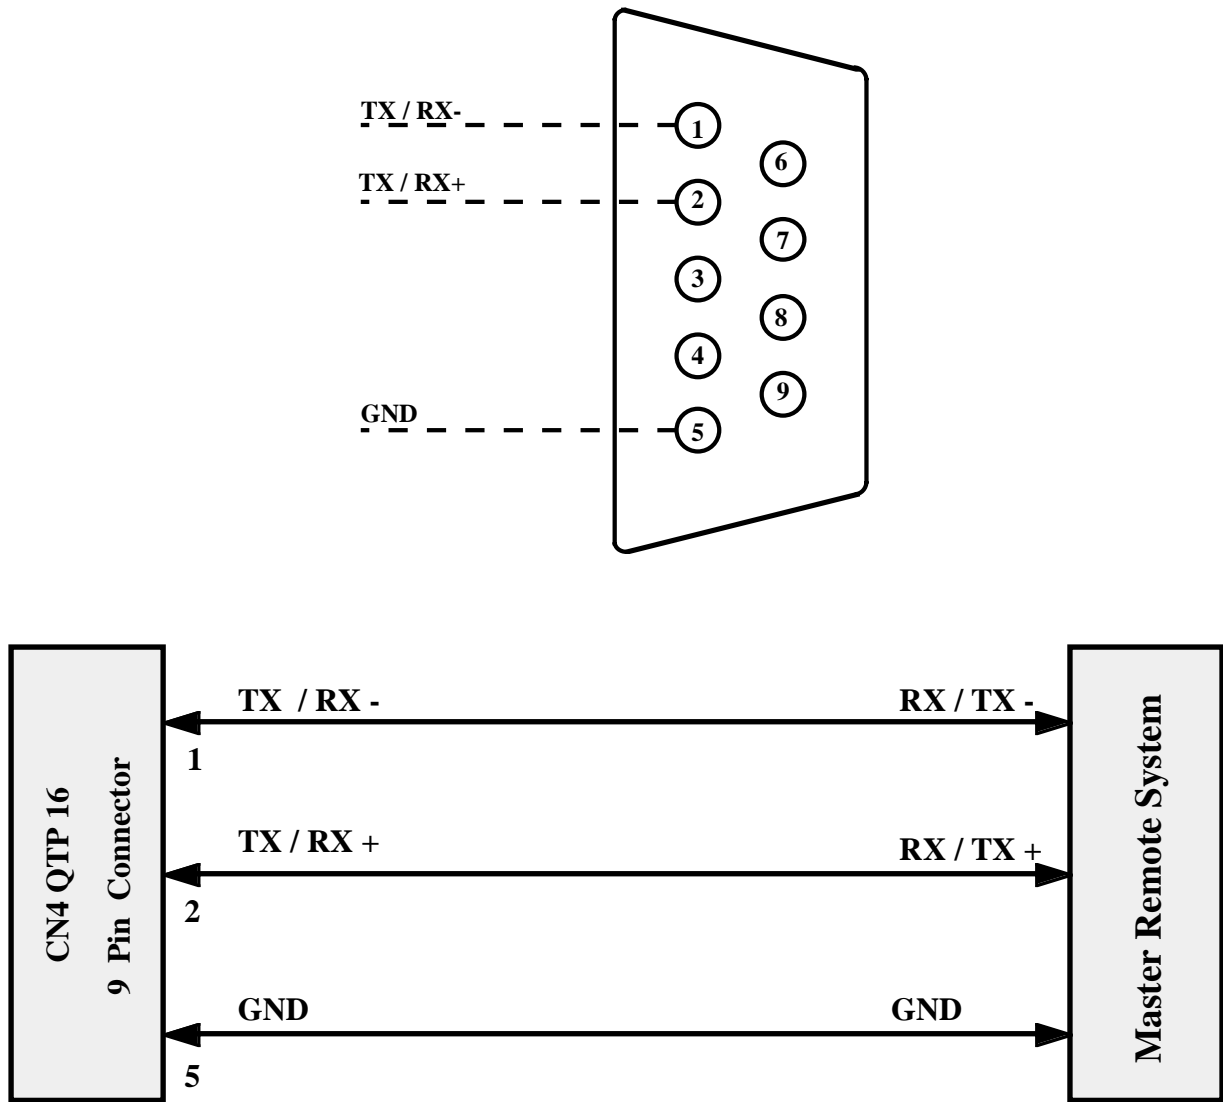 TX / RX-
1
6
TX / RX+
2
7
3
8
4
9
GND
5
TX / RX -
RX / TX -
1
TX / RX +
RX / TX +
2
GND
GND
5
CN4 QTP 16
9 Pin Connector
Master Remote System